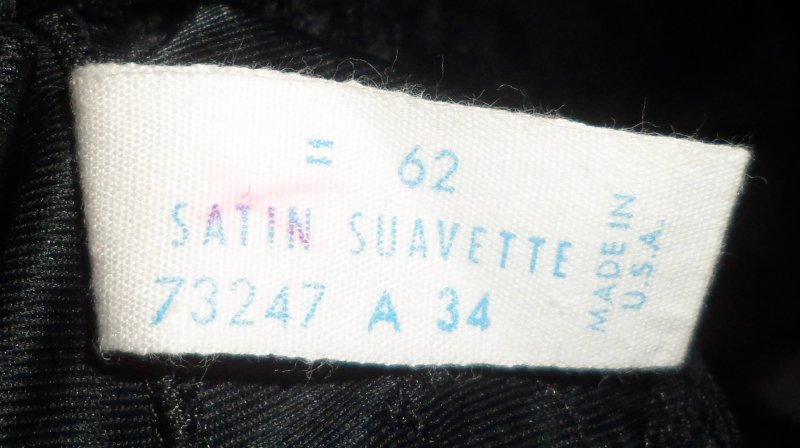 = 62
SATIN SUAVETTE
73247 A 34
MADE IN
U.S.A.